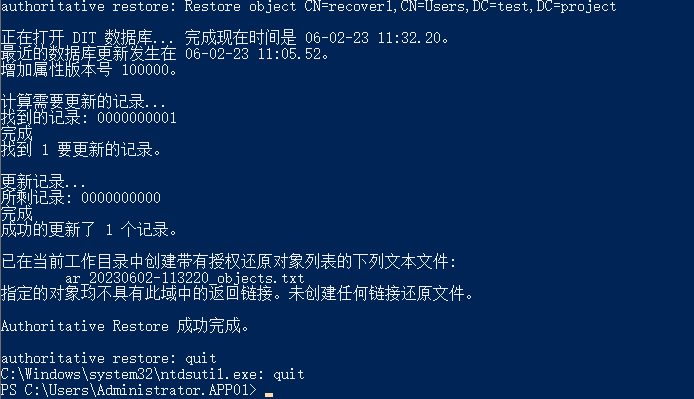 authoritative restore: Restore object CN=recover1,CN=Users,DC=test,DC=project
正在打开 DIT 数据库... 完成现在时间是 06-02-23 11:32.20。
最近的数据库更新发生在 06-02-23 11:05.52。
增加属性版本号 100000。
计算需要更新的记录...
找到的记录: 0000000001
完成
找到 1 要更新的记录。
更新记录...
所剩记录: 0000000000
完成
成功的更新了 1 个记录。
已在当前工作目录中创建带有授权还原对象列表的下列文本文件:
ar_20230602-113220_objects.txt
指定的对象均不具有此域中的返回链接。未创建任何链接还原文件。
Authoritative Restore 成功完成。
authoritative restore: quit
C:\Windows\system32\ntdsutil.exe: quit
PS C:\Users\Administrator.APP01>